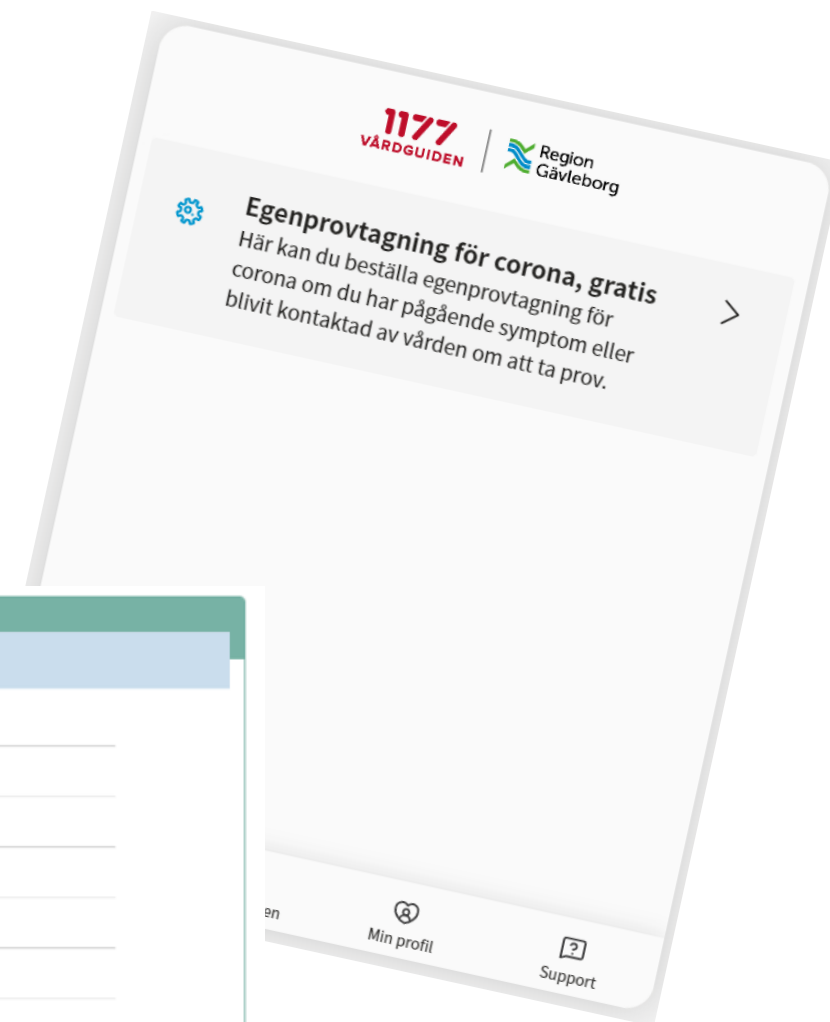 1177
VÅRDGUIDEN
Region
Gävleborg
Egenprovtagning för corona, gratis
Här kan du beställa egenprovtagning för
corona om du har pågående symptom eller
blivit kontaktad av vården om att ta prov.
en
Min profil
Support